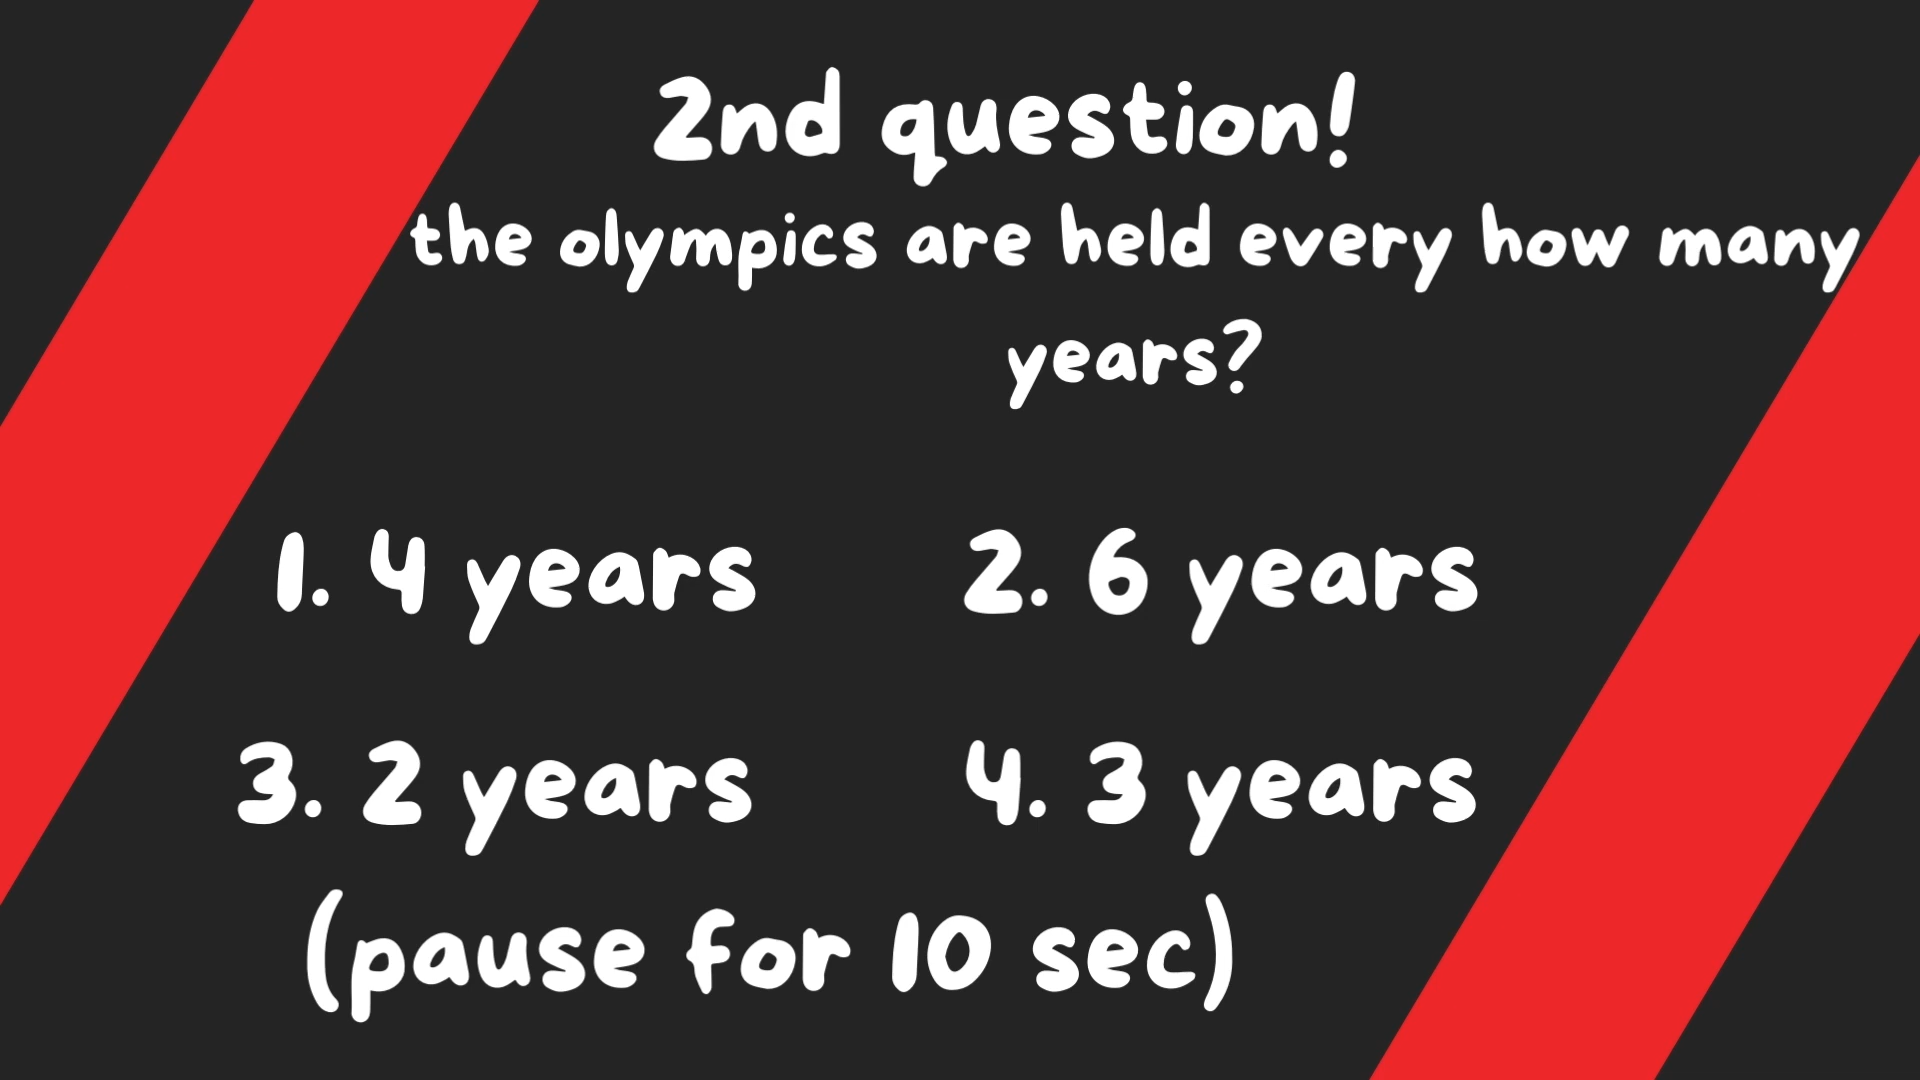 2nd question!
the olympics are held every how many
years?
1. 4 years
2. 6 years
3. 2 years
4. 3 years
(pause for 10 sec)